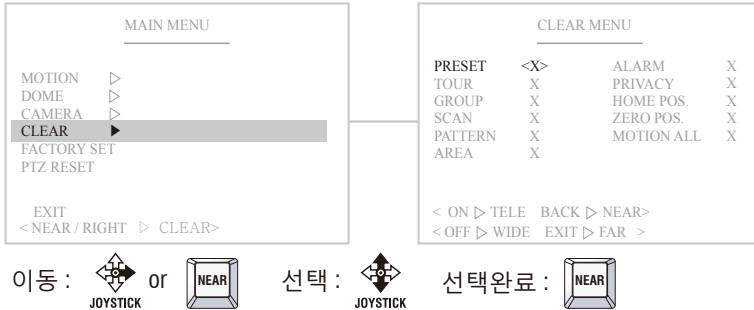 MAIN MENU
MOTION ▷
DOME ▷
CAMERA ▷
CLEAR ▶
FACTORY SET
PTZ RESET
EXIT
< NEAR / RIGHT ▷ CLEAR>
CLEAR MENU
PRESET <X> ALARM X
TOUR X PRIVACY X
GROUP X HOME POS. X
SCAN X ZERO POS. X
PATTERN X MOTION ALL X
AREA X
< ON ▷ TELE BACK ▷ NEAR>
< OFF ▷ WIDE EXIT ▷ FAR >
이동 : JOYSTICK or NEAR 선택 : JOYSTICK 선택완료 : NEAR